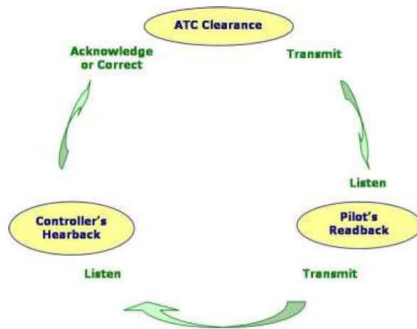 ATC Clearance
Acknowledge
or Correct
Transmit
Listen
Controller's
Hearback
Pilot's
Readback
Listen
Transmit